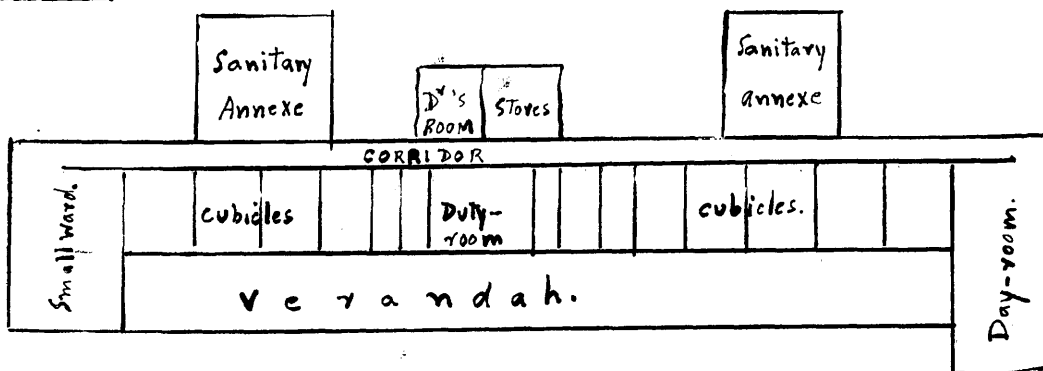 Sanitary
Annexe
Dr's
ROOM
Stores
Sanitary
annexe
CORRIDOR
Small ward.
cubicles
Duty-
room
cubicles.
Day-room.
Verandah.